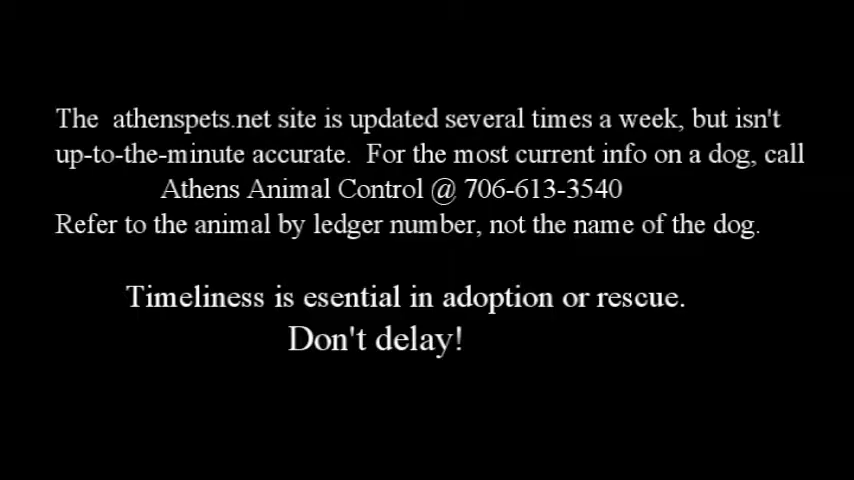 The  athenspets.net site is updated several times a week, but isn't
up-to-the-minute accurate.  For the most current info on a dog, call
Athens Animal Control @ 706-613-3540
Refer to the animal by ledger number, not the name of the dog.
Timeliness is esential in adoption or rescue.
Don't delay!